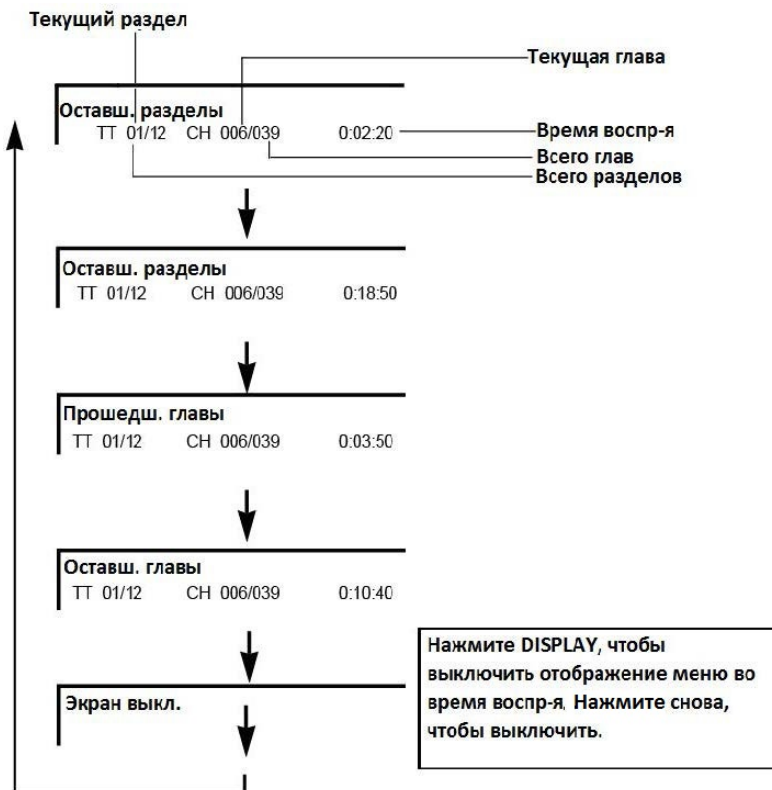 Текущий раздел
Текущая глава
Оставш. разделы
TT 01/12 CH 006/039 0:02:20
Время воспр-я
Всего глав
Всего разделов
Оставш. разделы
TT 01/12 CH 006/039 0:18:50
Прошедш. главы
TT 01/12 CH 006/039 0:03:50
Оставш. главы
TT 01/12 CH 006/039 0:10:40
Экран выкл.
Нажмите DISPLAY, чтобы
выключить отображение меню во
время воспр-я. Нажмите снова,
чтобы выключить.